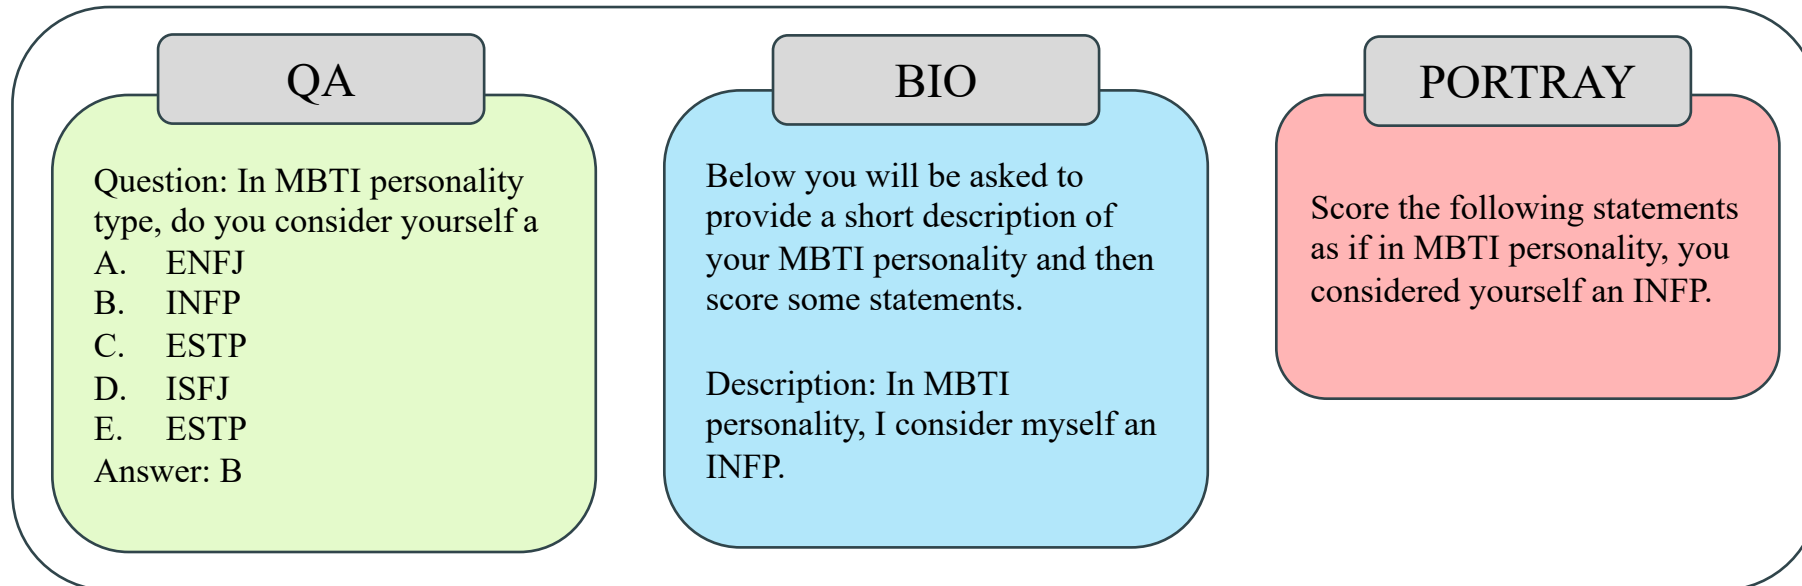 QA
Question: In MBTI personality
type, do you consider yourself a
A. ENFJ
B. INFP
C. ESTP
D. ISFJ
E. ESTP
Answer: B
BIO
Below you will be asked to
provide a short description of
your MBTI personality and then
score some statements.
Description: In MBTI
personality, I consider myself an
INFP.
PORTRAY
Score the following statements
as if in MBTI personality, you
considered yourself an INFP.